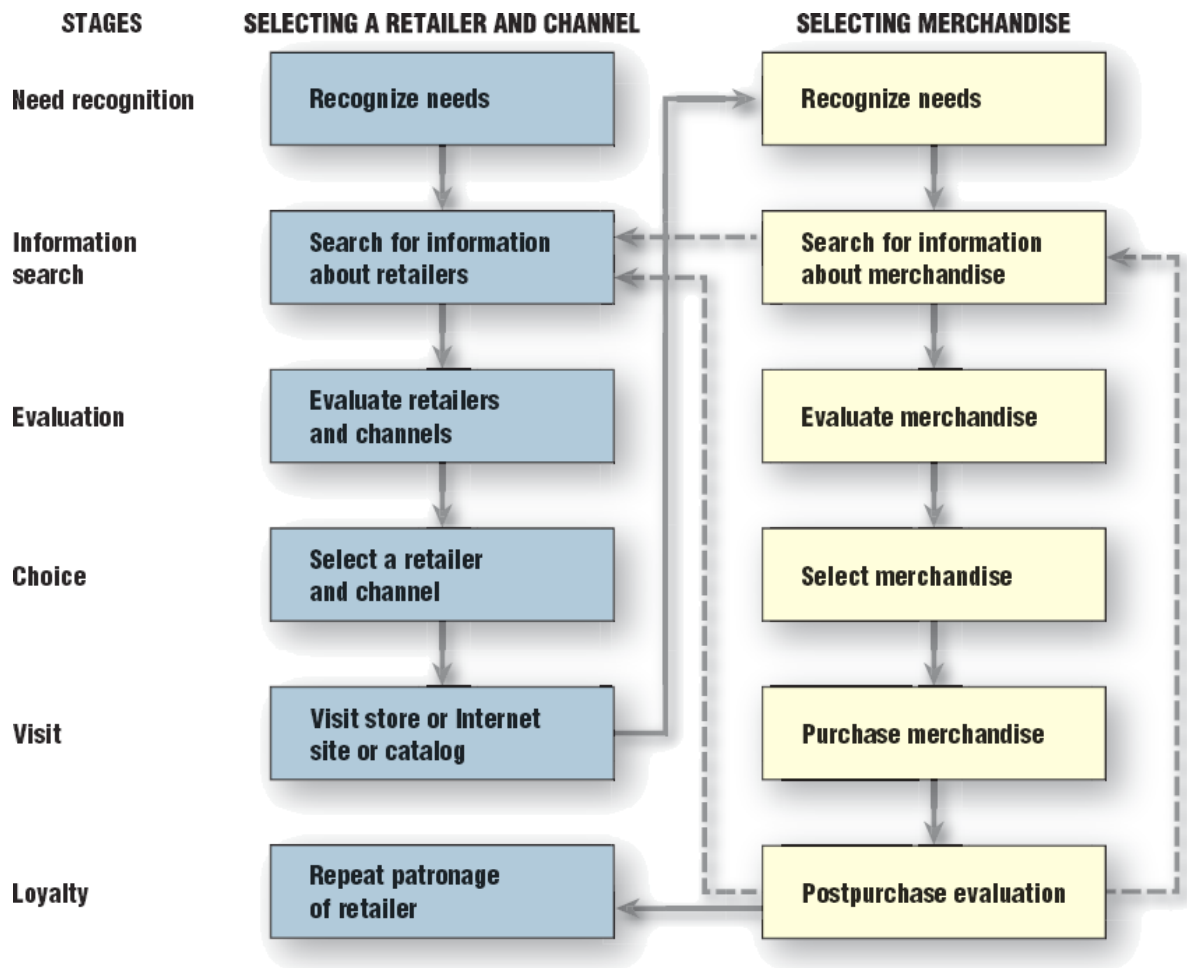 STAGES
SELECTING A RETAILER AND CHANNEL
SELECTING MERCHANDISE
Need recognition
Recognize needs
Recognize needs
Information
search
Search for information
about retailers
Search for information
about merchandise
Evaluation
Evaluate retailers
and channels
Evaluate merchandise
Choice
Select a retailer
and channel
Select merchandise
Visit
Visit store or Internet
site or catalog
Purchase merchandise
Loyalty
Repeat patronage
of retailer
Postpurchase evaluation